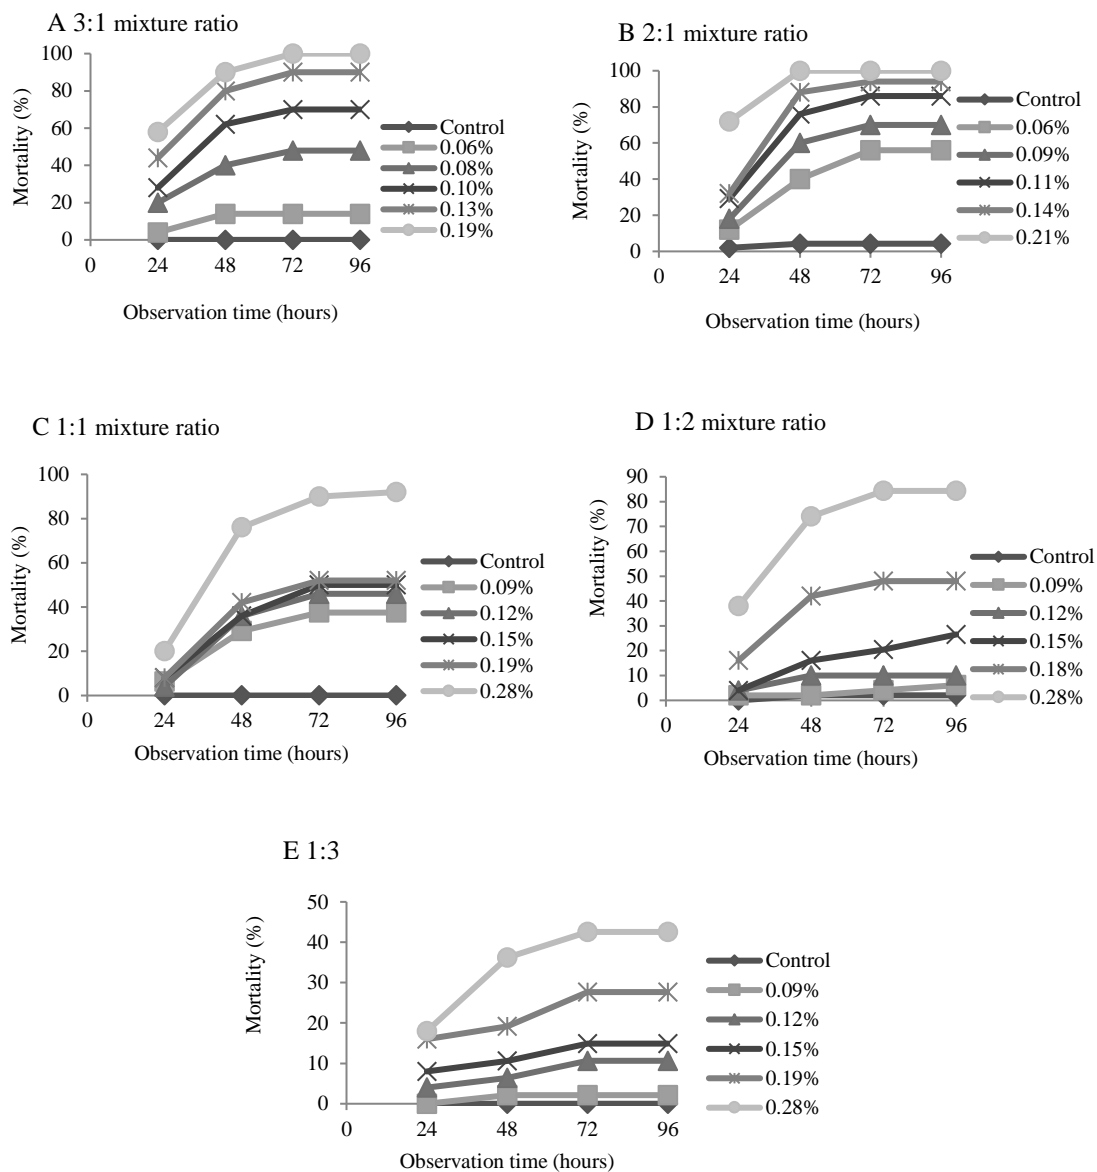 A 3:1 mixture ratio
100
80
60
40
20
0
Mortality (%)
0 24 48 72 96
Observation time (hours)
Control
0.06%
0.08%
0.10%
0.13%
0.19%
B 2:1 mixture ratio
100
80
60
40
20
0
Mortality (%)
0 24 48 72 96
Observation time (hours)
Control
0.06%
0.09%
0.11%
0.14%
0.21%
C 1:1 mixture ratio
100
80
60
40
20
0
Mortality (%)
0 24 48 72 96
Observation time (hours)
Control
0.09%
0.12%
0.15%
0.19%
0.28%
D 1:2 mixture ratio
90
80
70
60
50
40
30
20
10
0
Mortality (%)
0 24 48 72 96
Observation time (hours)
Control
0.09%
0.12%
0.15%
0.18%
0.28%
E 1:3
50
40
30
20
10
0
Mortality (%)
0 24 48 72 96
Observation time (hours)
Control
0.09%
0.12%
0.15%
0.19%
0.28%